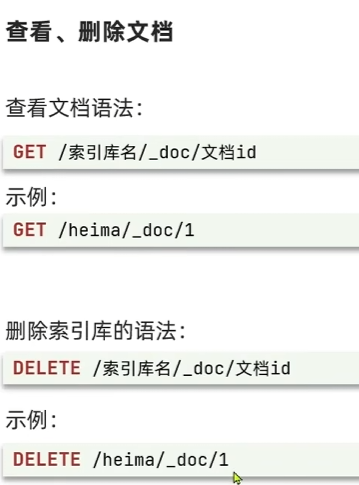 查看、删除文档
查看文档语法：
GET /索引库名/_doc/文档id
示例：
GET /heima/_doc/1
删除索引库的语法：
DELETE /索引库名/_doc/文档id
示例：
DELETE /heima/_doc/1